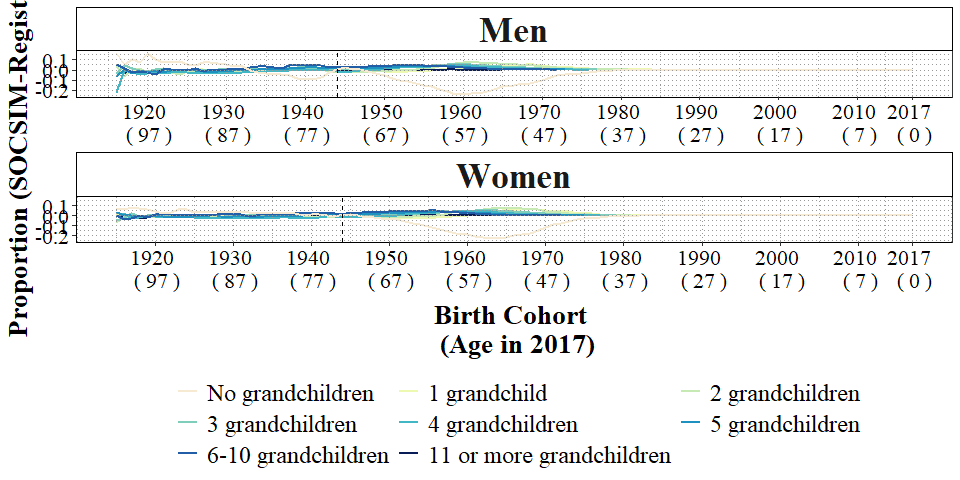 Proportion (SOCSIM-Regist
Men
0.1
0.0
-0.1
-0.2
1920 1930 1940 1950 1960 1970 1980 1990 2000 2010 2017
( 97 ) ( 87 ) ( 77 ) ( 67 ) ( 57 ) ( 47 ) ( 37 ) ( 27 ) ( 17 ) ( 7 ) ( 0 )
Women
0.1
0.0
-0.1
-0.2
1920 1930 1940 1950 1960 1970 1980 1990 2000 2010 2017
( 97 ) ( 87 ) ( 77 ) ( 67 ) ( 57 ) ( 47 ) ( 37 ) ( 27 ) ( 17 ) ( 7 ) ( 0 )
Birth Cohort
(Age in 2017)
No grandchildren 1 grandchild 2 grandchildren
3 grandchildren 4 grandchildren 5 grandchildren
6-10 grandchildren 11 or more grandchildren